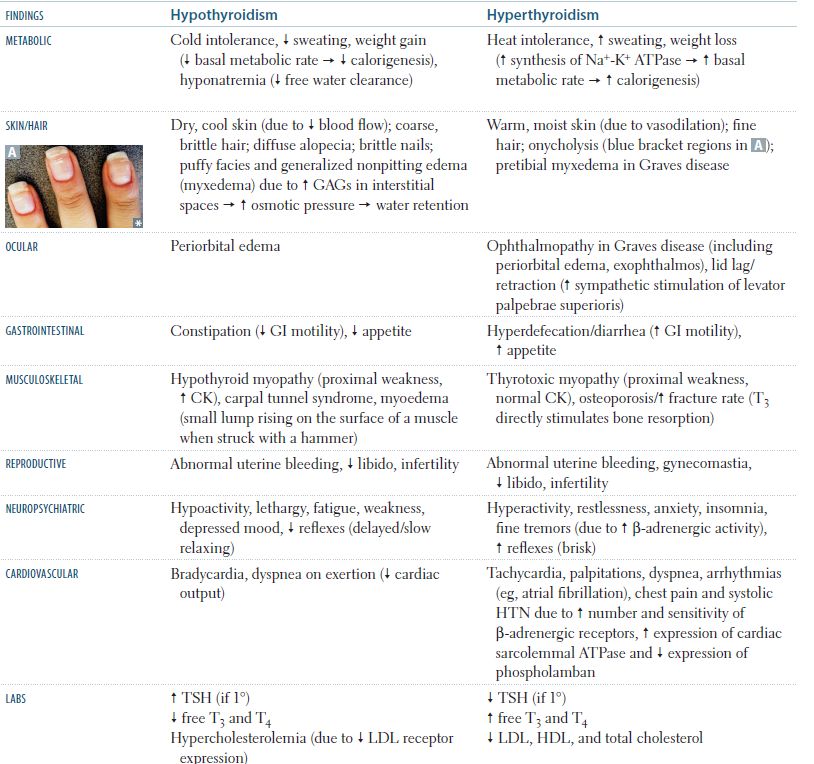 FINDINGS Hypothyroidism Hyperthyroidism
METABOLIC
Cold intolerance, ↓ sweating, weight gain
(↓ basal metabolic rate → ↓ calorigenesis),
hyponatremia (↓ free water clearance)
Heat intolerance, ↑ sweating, weight loss
(↑ synthesis of Na⁺-K⁺ ATPase → ↑ basal
metabolic rate → ↑ calorigenesis)
SKIN/HAIR
A
Dry, cool skin (due to ↓ blood flow); coarse,
brittle hair; diffuse alopecia; brittle nails;
puffy facies and generalized nonpitting edema
(myxedema) due to ↑ GAGs in interstitial
spaces → ↑ osmotic pressure → water retention
Warm, moist skin (due to vasodilation); fine
hair; onycholysis (blue bracket regions in A);
pretibial myxedema in Graves disease
OCULAR
Periorbital edema
Ophthalmopathy in Graves disease (including
periorbital edema, exophthalmos), lid lag/
retraction (↑ sympathetic stimulation of levator
palpebrae superioris)
GASTROINTESTINAL
Constipation (↓ GI motility), ↓ appetite
Hyperdefecation/diarrhea (↑ GI motility),
↑ appetite
MUSCULOSKELETAL
Hypothyroid myopathy (proximal weakness,
↑ CK), carpal tunnel syndrome, myoedema
(small lump rising on the surface of a muscle
when struck with a hammer)
Thyrotoxic myopathy (proximal weakness,
normal CK), osteoporosis/↑ fracture rate (T₃
directly stimulates bone resorption)
REPRODUCTIVE
Abnormal uterine bleeding, ↓ libido, infertility
Abnormal uterine bleeding, gynecomastia,
↓ libido, infertility
NEUROPSYCHIATRIC
Hypoactivity, lethargy, fatigue, weakness,
depressed mood, ↓ reflexes (delayed/slow
relaxing)
Hyperactivity, restlessness, anxiety, insomnia,
fine tremors (due to ↑ β-adrenergic activity),
↑ reflexes (brisk)
CARDIOVASCULAR
Bradycardia, dyspnea on exertion (↓ cardiac
output)
Tachycardia, palpitations, dyspnea, arrhythmias
(eg, atrial fibrillation), chest pain and systolic
HTN due to ↑ number and sensitivity of
β-adrenergic receptors, ↑ expression of cardiac
sarcolemmal ATPase and ↓ expression of
phospholamban
LABS
↑ TSH (if 1°)
↓ free T₃ and T₄
Hypercholesterolemia (due to ↓ LDL receptor
expression)
↓ TSH (if 1°)
↑ free T₃ and T₄
↓ LDL, HDL, and total cholesterol